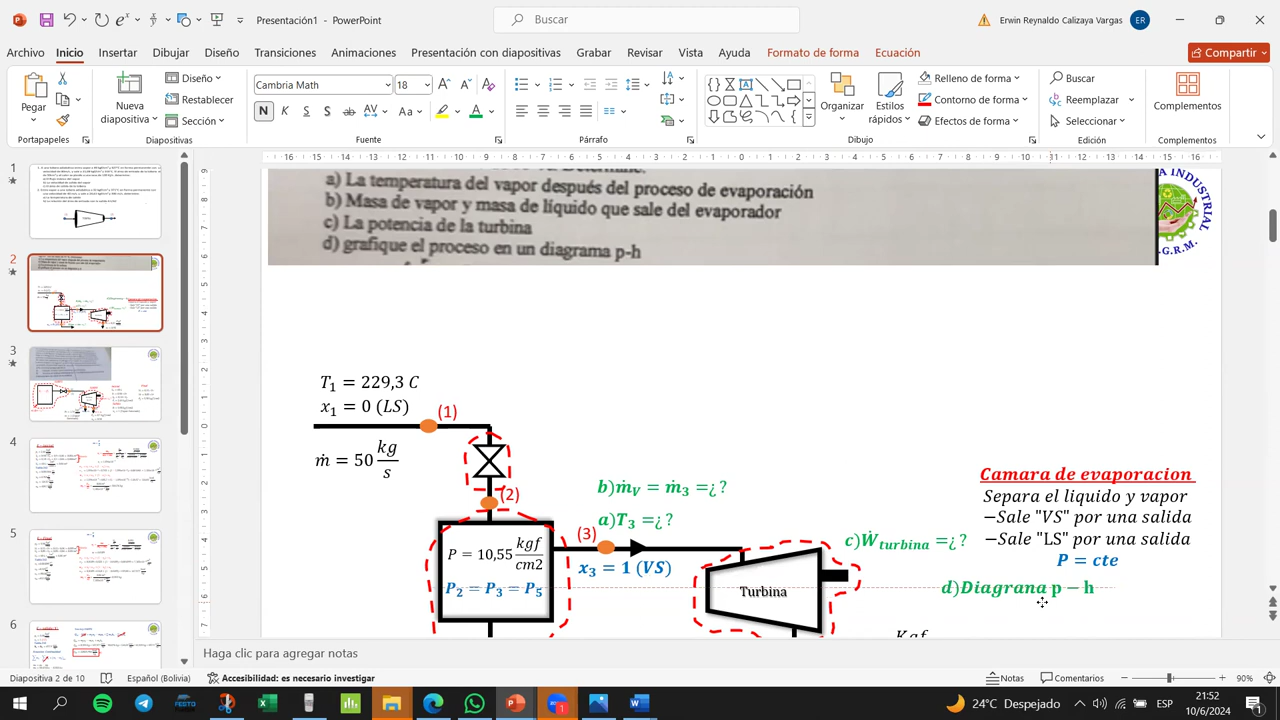 Presentación1 - PowerPoint
Buscar
Erwin Reynaldo Calizaya Vargas
ER
Archivo
Inicio
Insertar
Dibujar
Diseño
Transiciones
Animaciones
Presentación con diapositivas
Grabar
Revisar
Vista
Ayuda
Formato de forma
Ecuación
Compartir
Pegar
Nueva diapositiva
Diseño
Restablecer
Sección
Cambria Math
18
Organizar
Estilos rápidos
Relleno de forma
Contorno de forma
Efectos de forma
Buscar
Reemplazar
Seleccionar
Complementos
Portapapeles
Diapositivas
Fuente
Párrafo
Dibujo
Edición
Complementos
después del proceso de evaporación
b) Masa de vapor y masa de líquido que sale del evaporador
c) La potencia de la turbina
d) grafique el proceso en un diagrama p-h
A INDUSTRIAL
-G.R.M.
T₁ = 229,3 C
x₁ = 0 (LS)
(1)
ṁ = 50 kg/s
(2)
b)ṁ_V = ṁ₃ =¿?
a)T₃ =¿?
(3)
x₃ = 1 (VS)
P = 10,55 kgf/cm2
P₂ = P₃ = P₅
Turbina
c)Ẇ_turbina =¿?
Camara de evaporacion
Separa el liquido y vapor
−Sale "VS" por una salida
−Sale "LS" por una salida
P = cte
d)Diagrana p − h
Kgf
Haga clic para agregar notas
Diapositiva 2 de 10
Español (Bolivia)
Accesibilidad: es necesario investigar
Notas
Comentarios
90%
24°C Despejado
ESP
21:52
10/6/2024